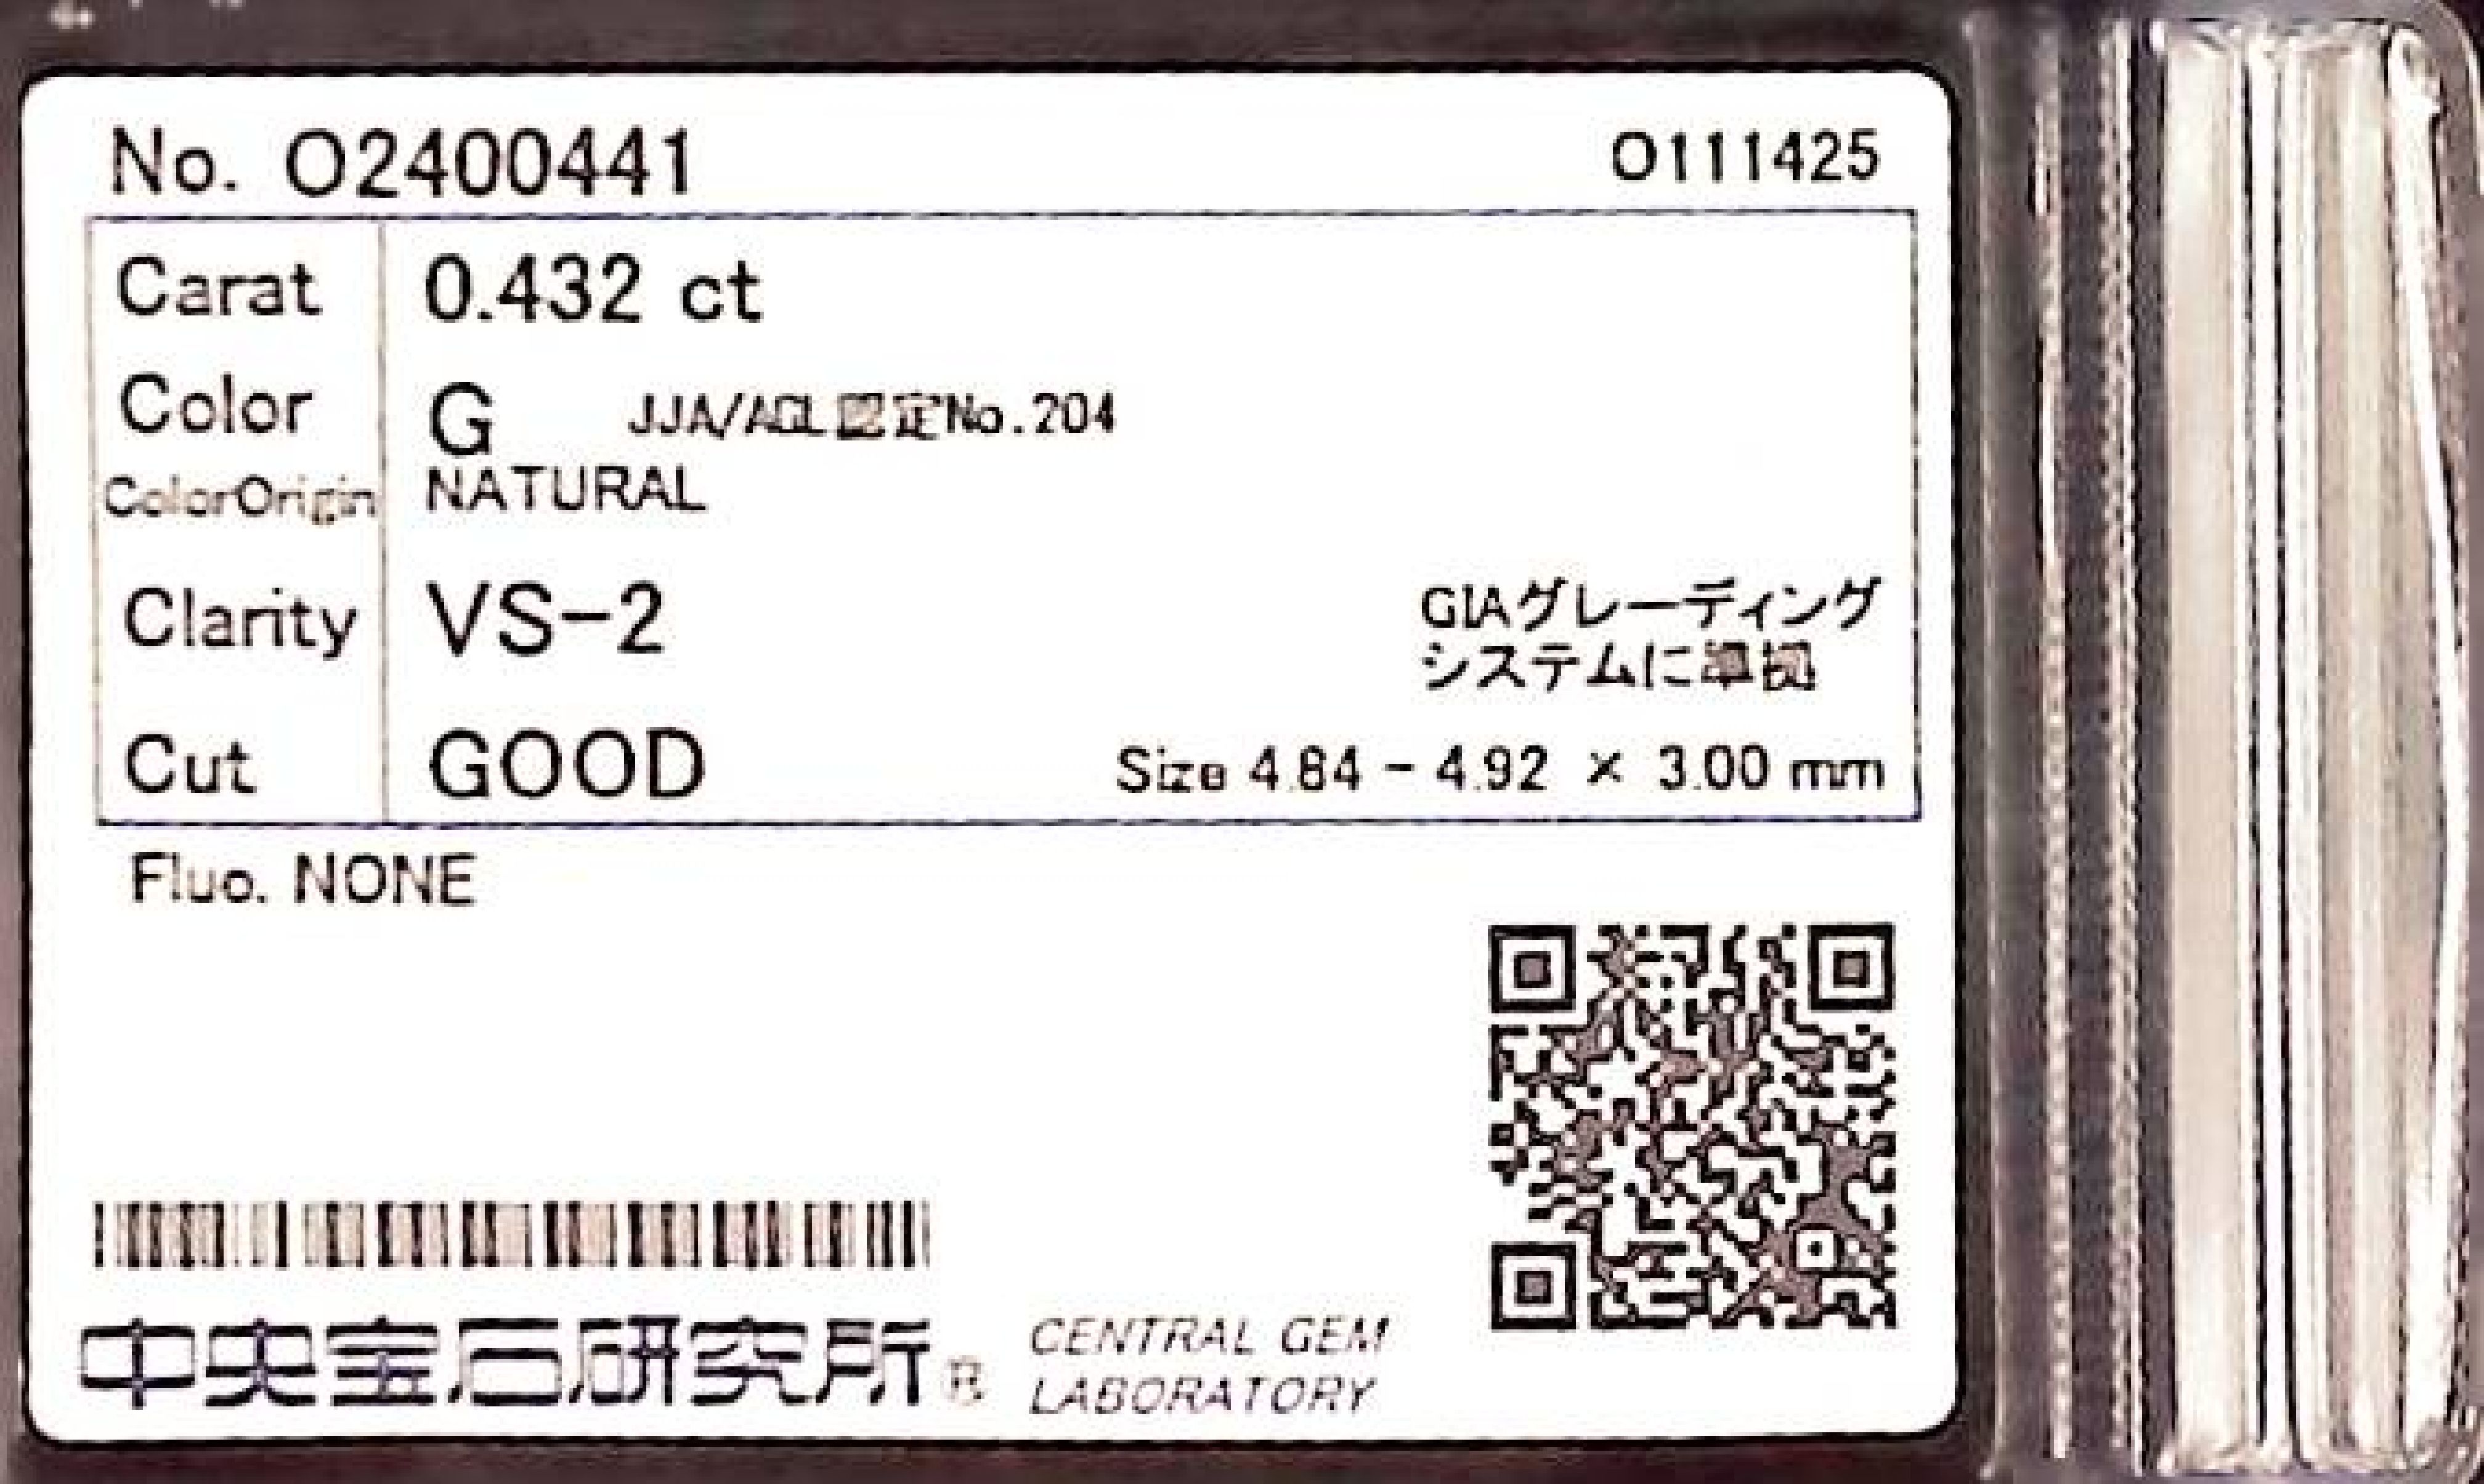 No. O2400441 O111425
Carat 0.432 ct
Color G JJA/AGL認定No.204
ColorOrigin NATURAL
Clarity VS-2
GIAグレーディング
システムに準拠
Cut GOOD Size 4.84 - 4.92 × 3.00 mm
Fluo. NONE
中央宝石研究所® CENTRAL GEM
LABORATORY